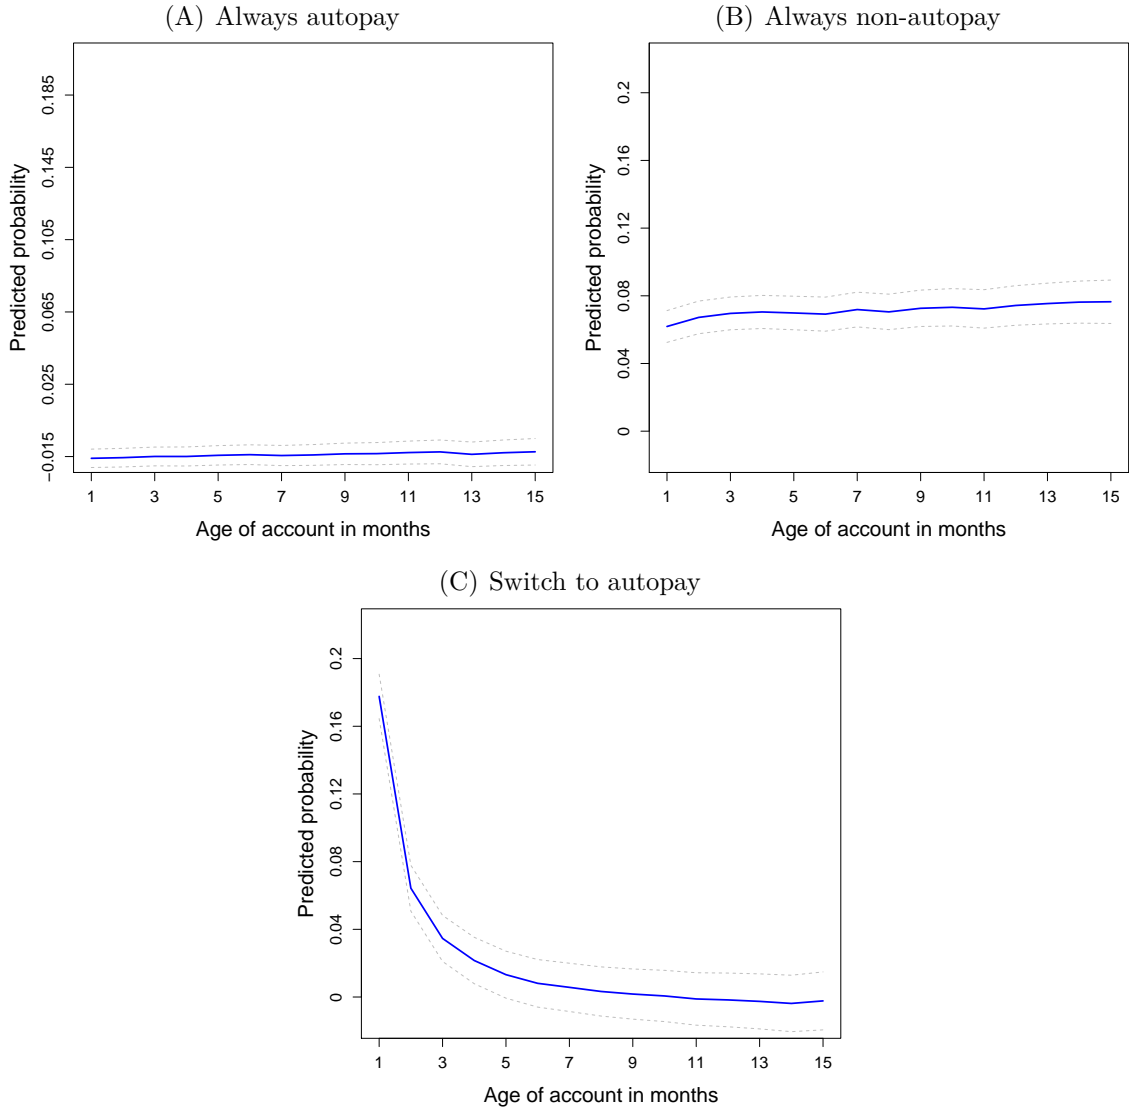 (A) Always autopay
Predicted probability
0.185
0.145
0.105
0.065
0.025
−0.015
1 3 5 7 9 11 13 15
Age of account in months
(B) Always non-autopay
Predicted probability
0.2
0.16
0.12
0.08
0.04
0
1 3 5 7 9 11 13 15
Age of account in months
(C) Switch to autopay
Predicted probability
0.2
0.16
0.12
0.08
0.04
0
1 3 5 7 9 11 13 15
Age of account in months